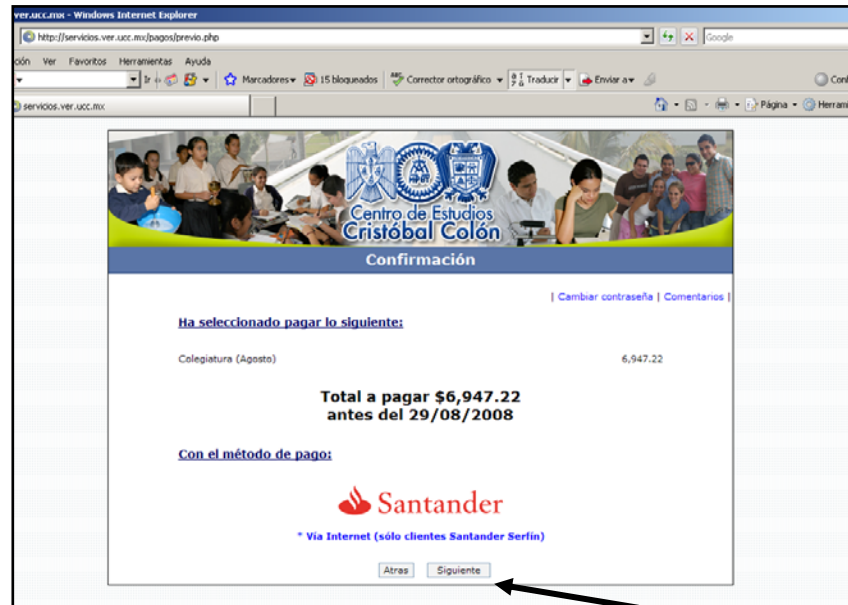 ver.ucc.mx - Windows Internet Explorer
http://servicios.ver.ucc.mx/pagos/previo.php Google
ción Ver Favoritos Herramientas Ayuda
Ir Marcadores 15 bloqueados Corrector ortográfico Traducir Enviar a
servicios.ver.ucc.mx Página
Centro de Estudios
Cristóbal Colón
Confirmación
| Cambiar contraseña | Comentarios |
Ha seleccionado pagar lo siguiente:
Colegiatura (Agosto) 6,947.22
Total a pagar $6,947.22
antes del 29/08/2008
Con el método de pago:
Santander
* Vía Internet (sólo clientes Santander Serfín)
Atras Siguiente